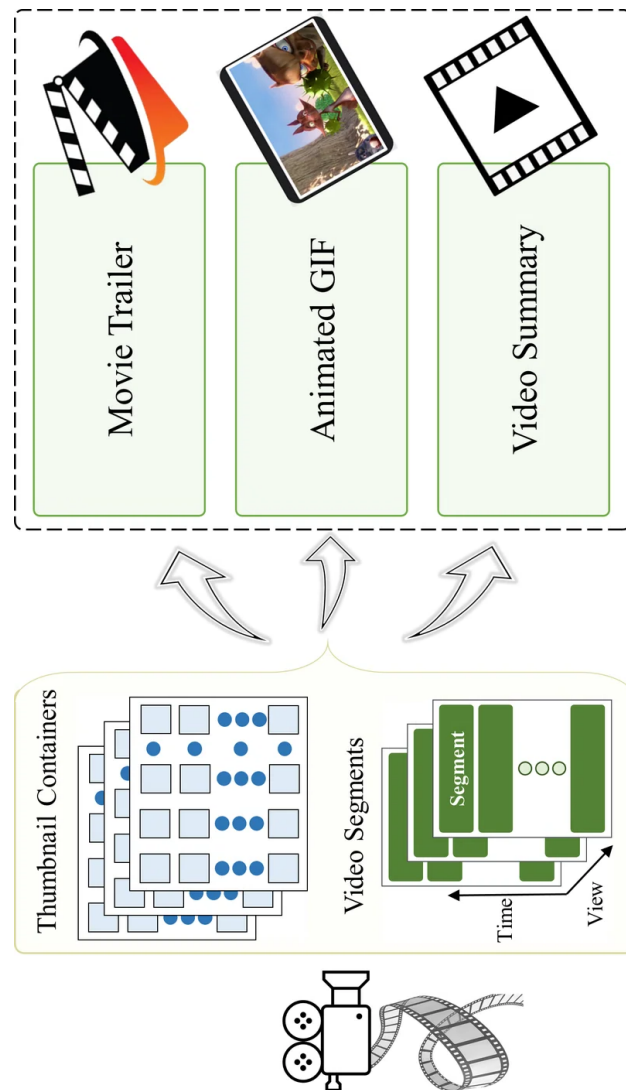 Thumbnail Containers
Video Segments
Segment
Time
View
Movie Trailer
Animated GIF
Video Summary